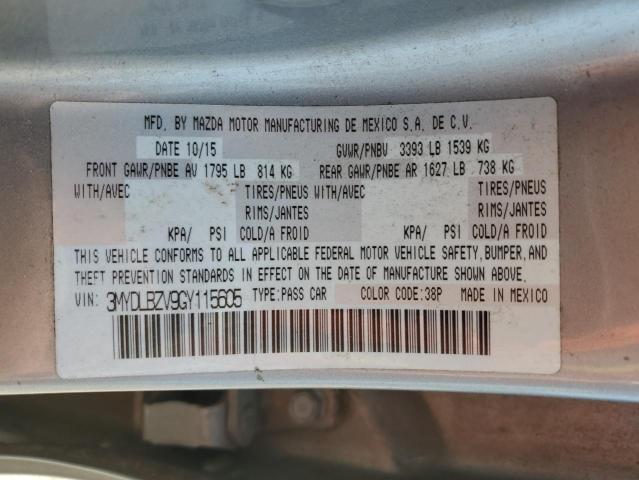 MFD. BY MAZDA MOTOR MANUFACTURING DE MEXICO S.A. DE C.V.
DATE 10/15 GVWR/PNBV 3393 LB 1539 KG
FRONT GAWR/PNBE AV 1795 LB 814 KG REAR GAWR/PNBE AR 1627 LB 738 KG
WITH/AVEC TIRES/PNEUS WITH/AVEC TIRES/PNEUS
RIMS/JANTES RIMS/JANTES
KPA/ PSI COLD/A FROID KPA/ PSI COLD/A FROID
THIS VEHICLE CONFORMS TO ALL APPLICABLE FEDERAL MOTOR VEHICLE SAFETY, BUMPER, AND
THEFT PREVENTION STANDARDS IN EFFECT ON THE DATE OF MANUFACTURE SHOWN ABOVE.
VIN: 3MYDLBZV9GY115605 TYPE:PASS CAR COLOR CODE:38P MADE IN MEXICO